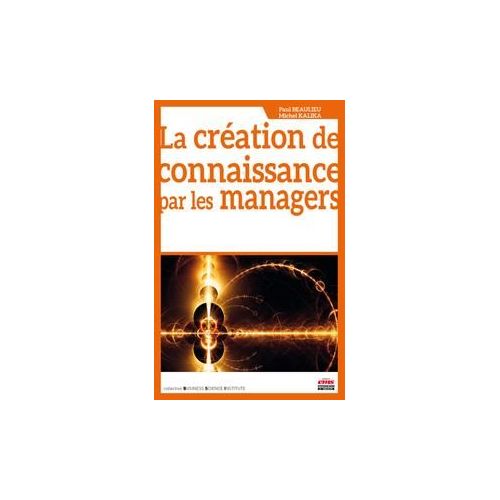 Paul BEAULIEU
Michel KALIKA
La création de
connaissance
par les managers
collection BUSINESS SCIENCE INSTITUTE
EMS